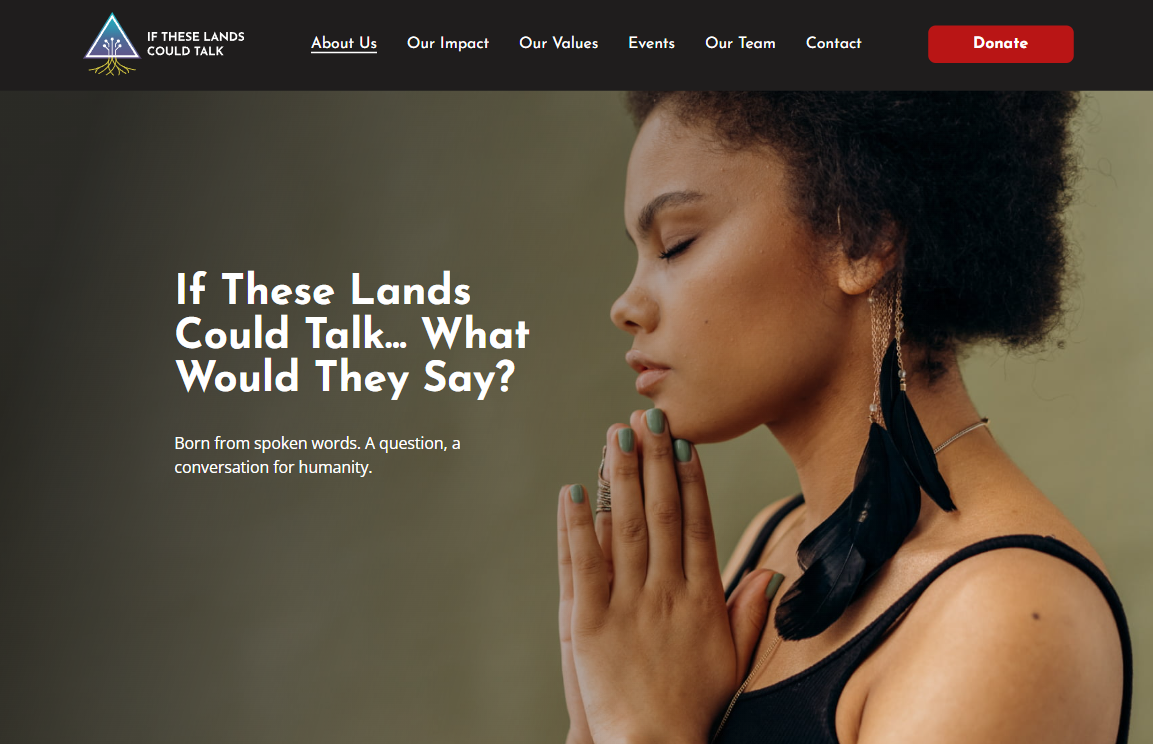 IF THESE LANDS
COULD TALK
About Us
Our Impact
Our Values
Events
Our Team
Contact
Donate
If These Lands
Could Talk... What
Would They Say?
Born from spoken words. A question, a
conversation for humanity.